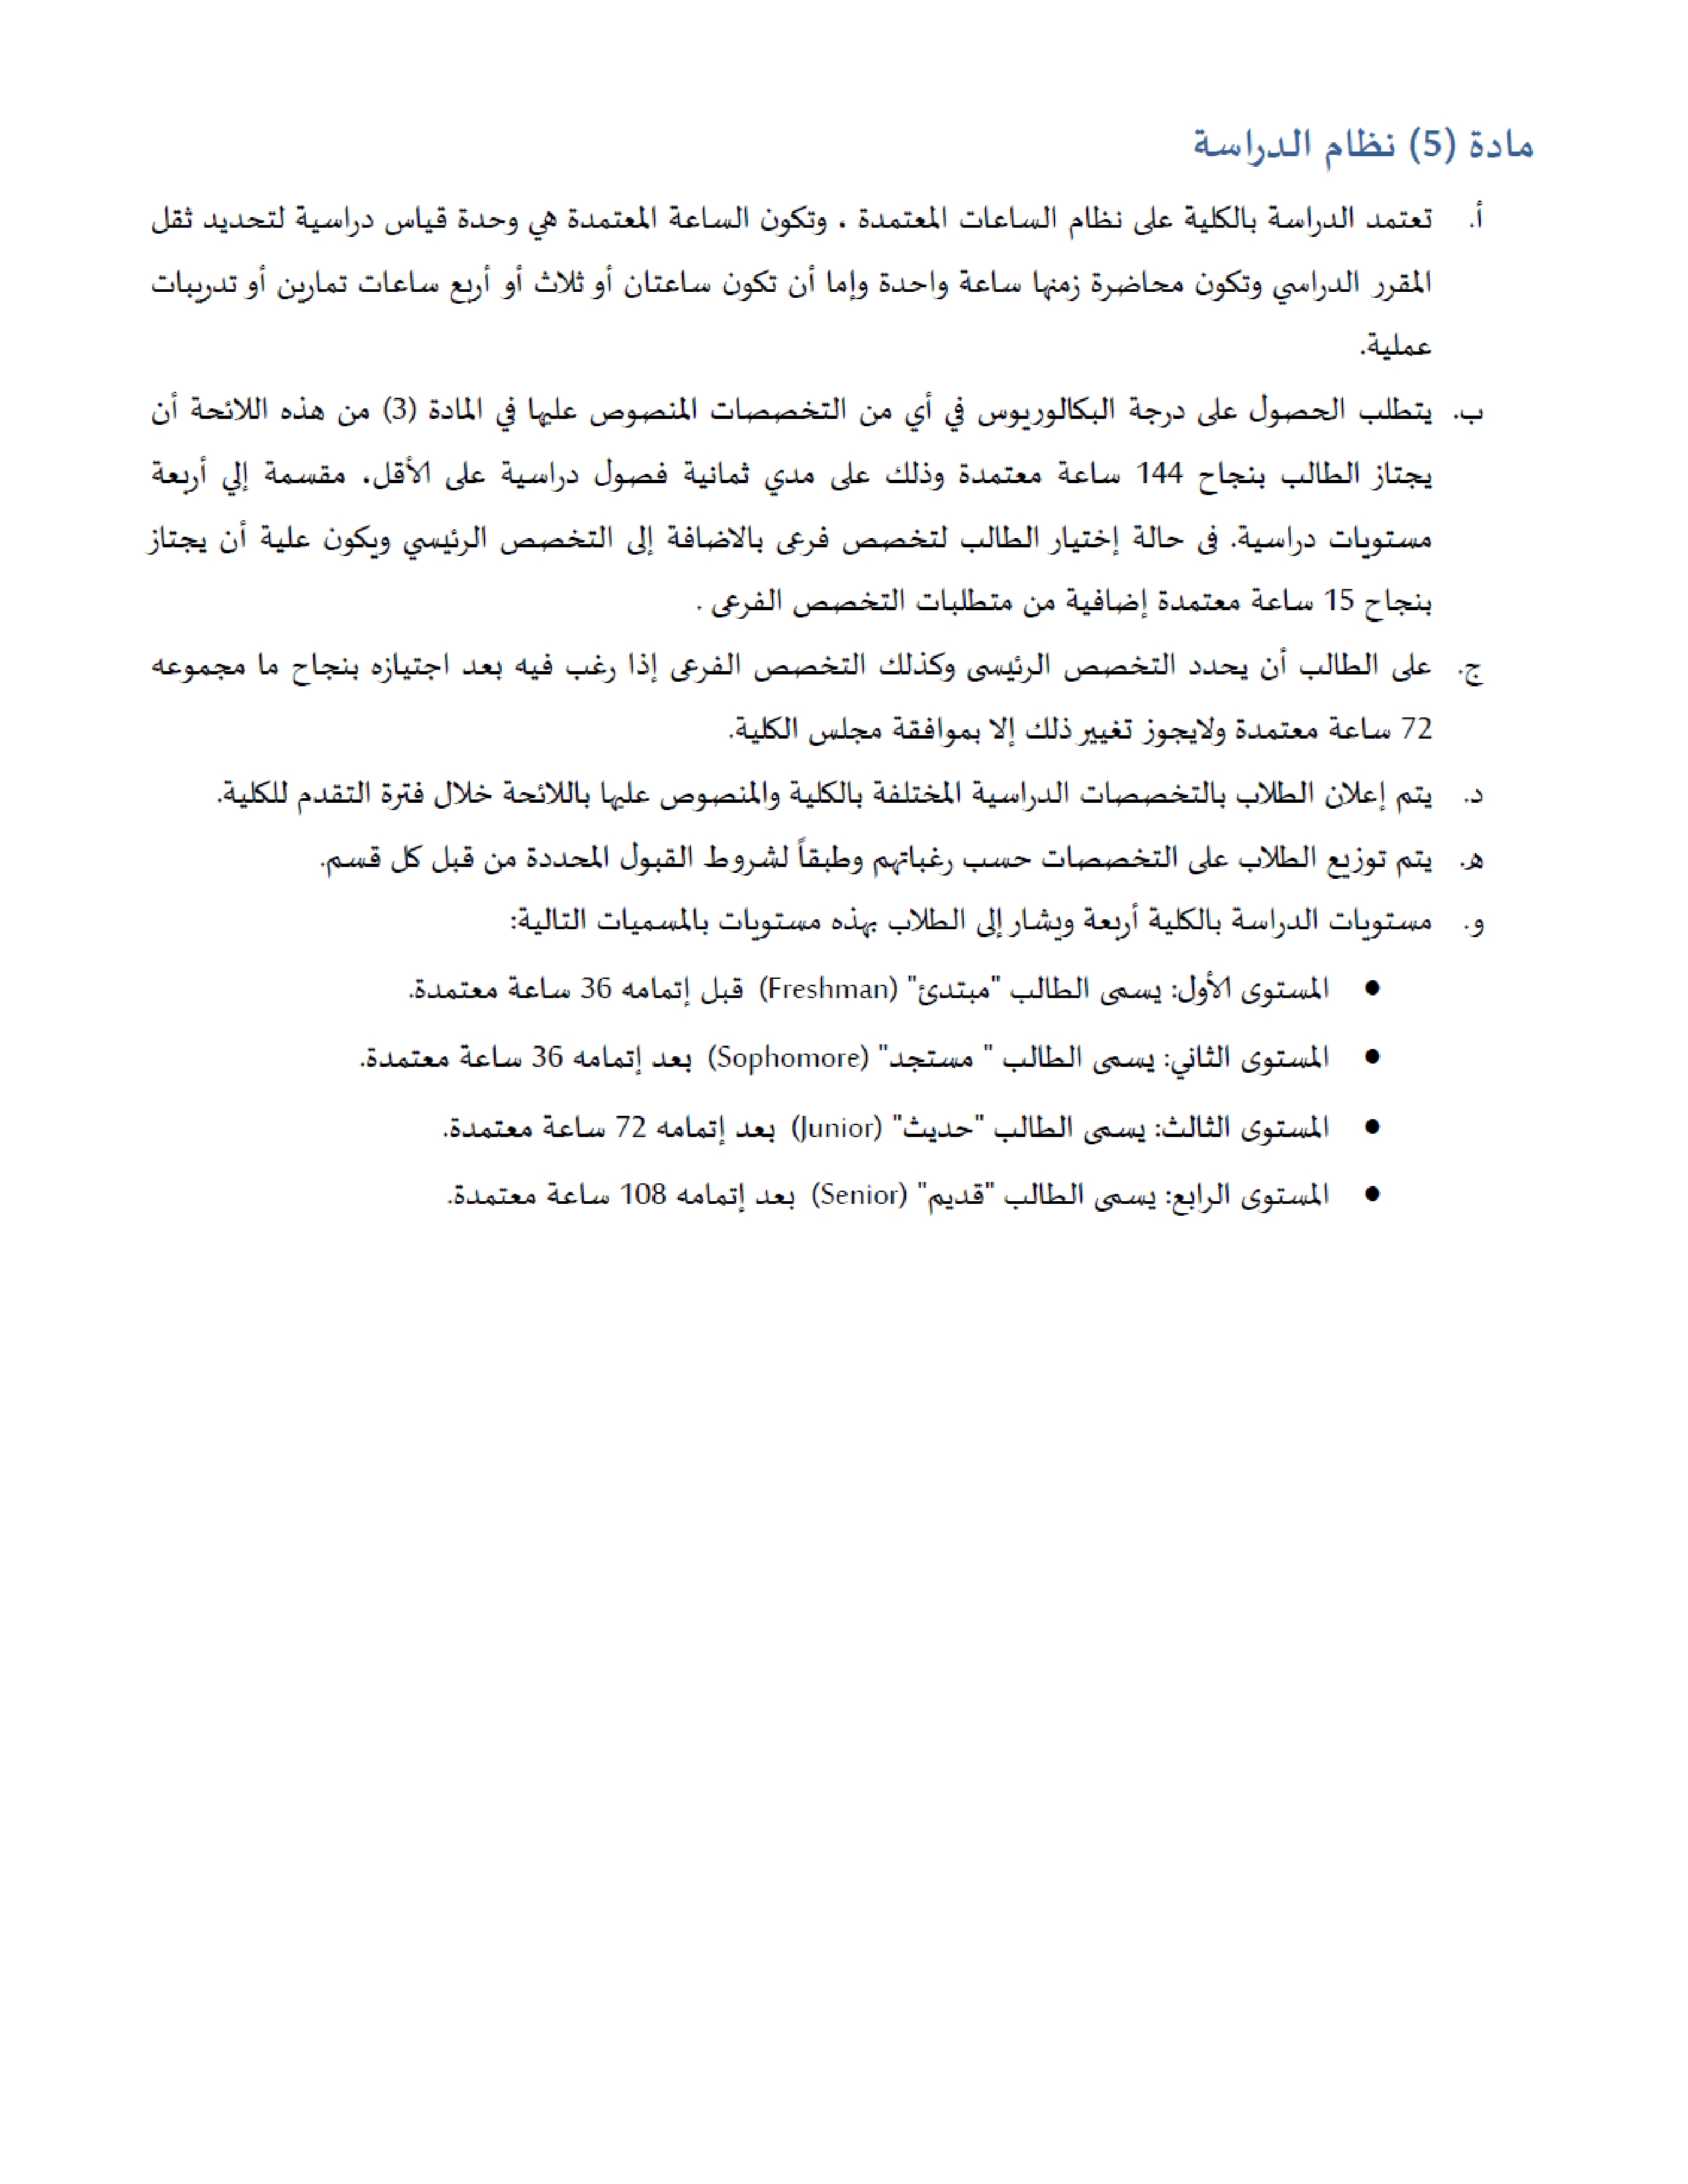 مادة (5) نظام الدراسة
أ. تعتمد الدراسة بالكلية على نظام الساعات المعتمدة ، وتكون الساعة المعتمدة هي وحدة قياس دراسية لتحديد ثقل
المقرر الدراسي وتكون محاضرة زمنها ساعة واحدة وإما أن تكون ساعتان أو ثلاث أو أربع ساعات تمارين أو تدريبات
عملية.
ب. يتطلب الحصول على درجة البكالوريوس في أي من التخصصات المنصوص عليها في المادة (3) من هذه اللائحة أن
يجتاز الطالب بنجاح 144 ساعة معتمدة وذلك على مدي ثمانية فصول دراسية على الأقل، مقسمة إلي أربعة
مستويات دراسية. فى حالة إختيار الطالب لتخصص فرعى بالاضافة إلى التخصص الرئيسي ويكون علية أن يجتاز
بنجاح 15 ساعة معتمدة إضافية من متطلبات التخصص الفرعى .
ج. على الطالب أن يحدد التخصص الرئيسى وكذلك التخصص الفرعى إذا رغب فيه بعد اجتيازه بنجاح ما مجموعه
72 ساعة معتمدة ولايجوز تغيير ذلك إلا بموافقة مجلس الكلية.
د. يتم إعلان الطلاب بالتخصصات الدراسية المختلفة بالكلية والمنصوص عليها باللائحة خلال فترة التقدم للكلية.
ه. يتم توزيع الطلاب على التخصصات حسب رغباتهم وطبقاً لشروط القبول المحددة من قبل كل قسم.
و. مستويات الدراسة بالكلية أربعة ويشار إلى الطلاب بهذه مستويات بالمسميات التالية:
● المستوى الأول: يسمى الطالب "مبتدئ" (Freshman) قبل إتمامه 36 ساعة معتمدة.
● المستوى الثاني: يسمى الطالب " مستجد" (Sophomore) بعد إتمامه 36 ساعة معتمدة.
● المستوى الثالث: يسمى الطالب "حديث" (Junior) بعد إتمامه 72 ساعة معتمدة.
● المستوى الرابع: يسمى الطالب "قديم" (Senior) بعد إتمامه 108 ساعة معتمدة.